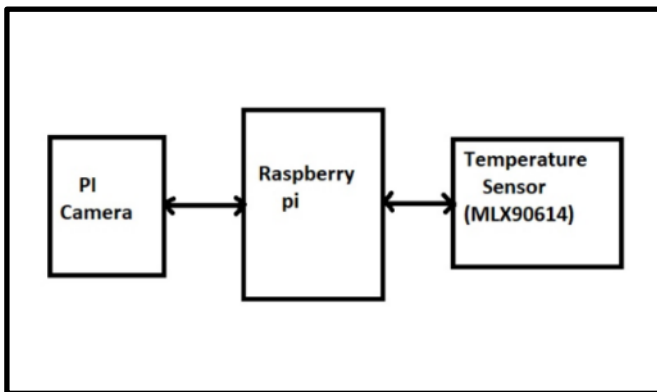 PI
Camera
Raspberry
pi
Temperature
Sensor
(MLX90614)